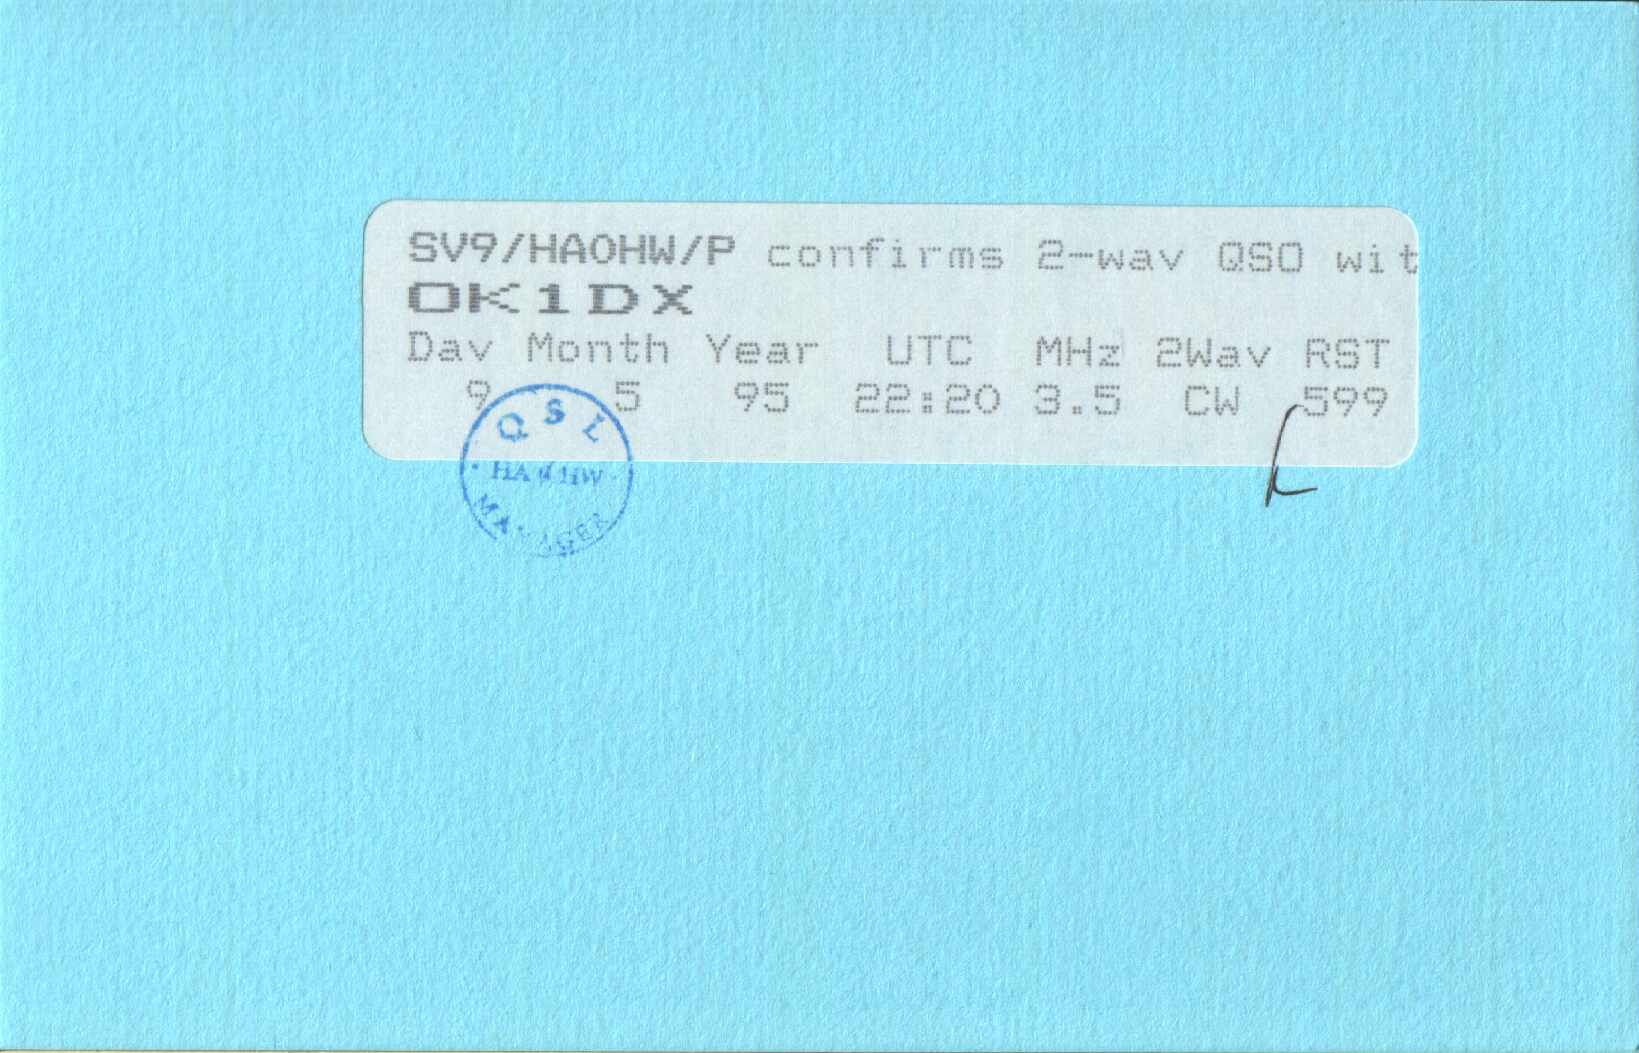 SV9/HA0HW/P confirms 2-way QSO wit
OK1DX
Day Month Year UTC MHz 2Way RST
9 5 95 22:20 3.5 CW 599
QSL
HA0HW
MANAGER